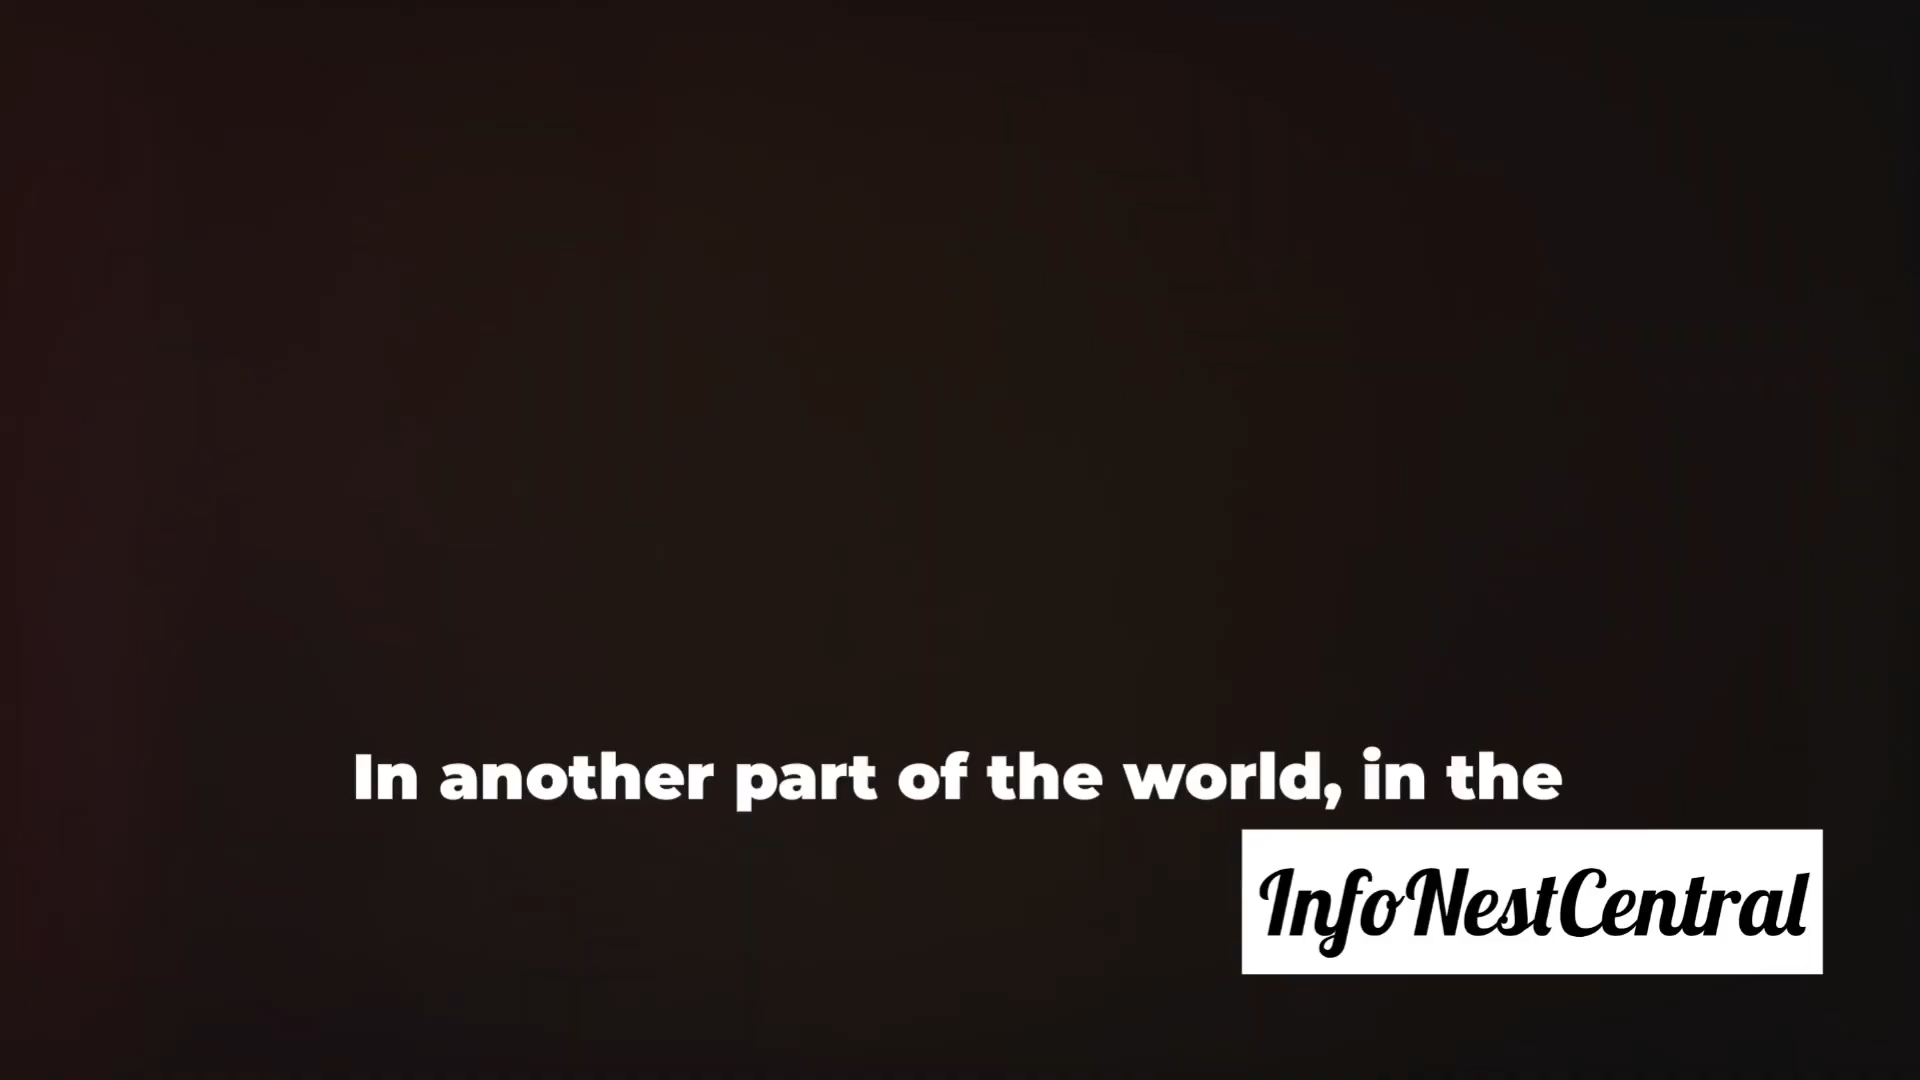 In another part of the world, in the
InfoNestCentral